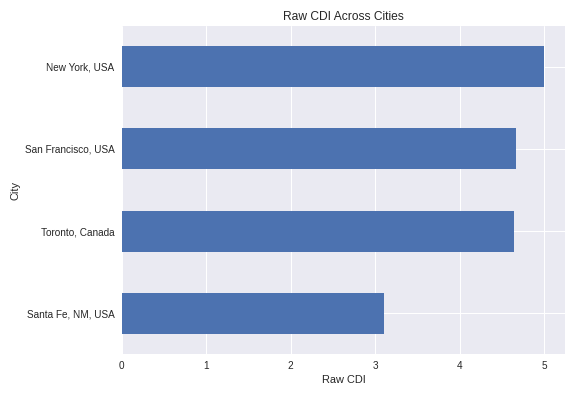 Raw CDI Across Cities
New York, USA
San Francisco, USA
Toronto, Canada
Santa Fe, NM, USA
City
0 1 2 3 4 5
Raw CDI